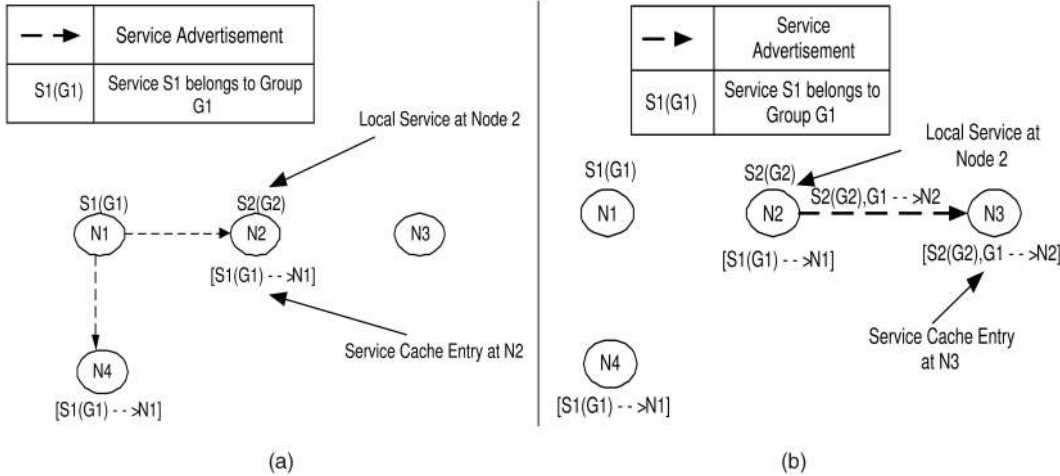 Service Advertisement
S1(G1)
Service S1 belongs to Group
G1
Local Service at Node 2
S1(G1)
S2(G2)
N1
N2
N3
[S1(G1) - ->N1]
Service Cache Entry at N2
N4
[S1(G1) - ->N1]
(a)
Service
Advertisement
S1(G1)
Service S1 belongs to
Group G1
Local Service at
Node 2
S1(G1)
S2(G2)
S2(G2),G1 - ->N2
N1
N2
N3
[S1(G1) - ->N1]
[S2(G2),G1 - ->N2]
Service Cache Entry
at N3
N4
[S1(G1) - ->N1]
(b)